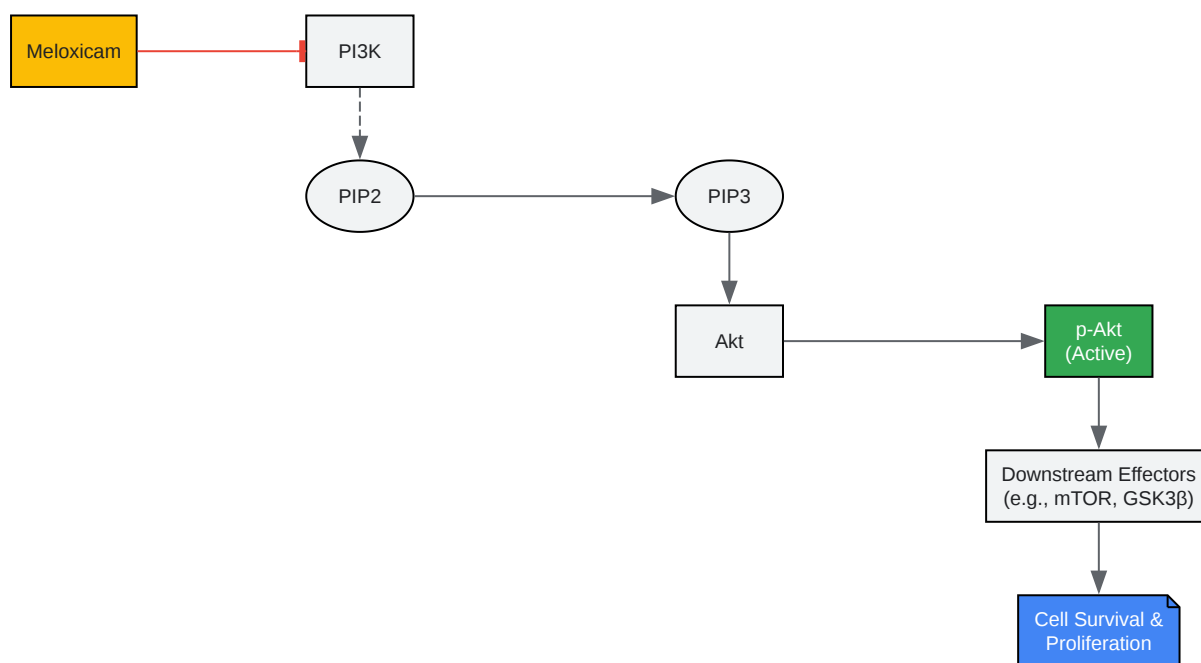 Meloxicam
PI3K
PIP2
PIP3
Akt
p-Akt
(Active)
Downstream Effectors
(e.g., mTOR, GSK3β)
Cell Survival &
Proliferation